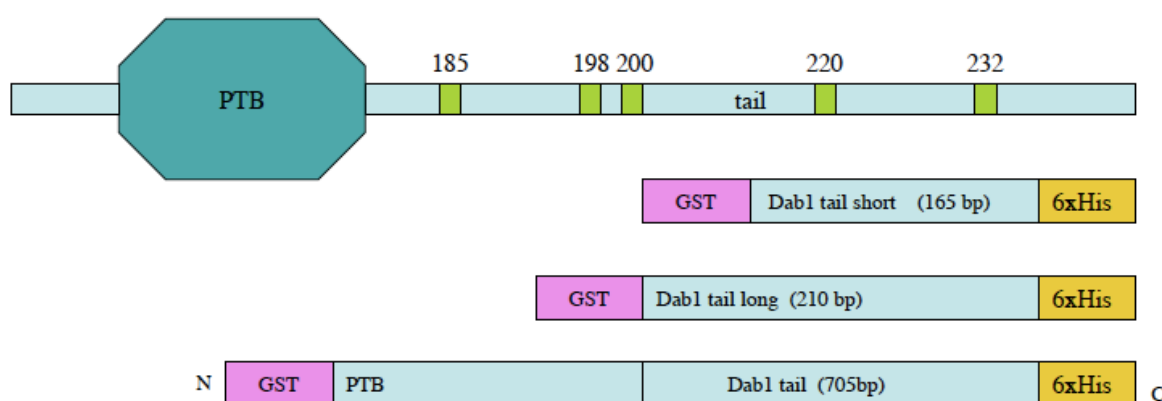 185 198 200 220 232
PTB tail
GST Dab1 tail short (165 bp) 6xHis
GST Dab1 tail long (210 bp) 6xHis
N GST PTB Dab1 tail (705bp) 6xHis C